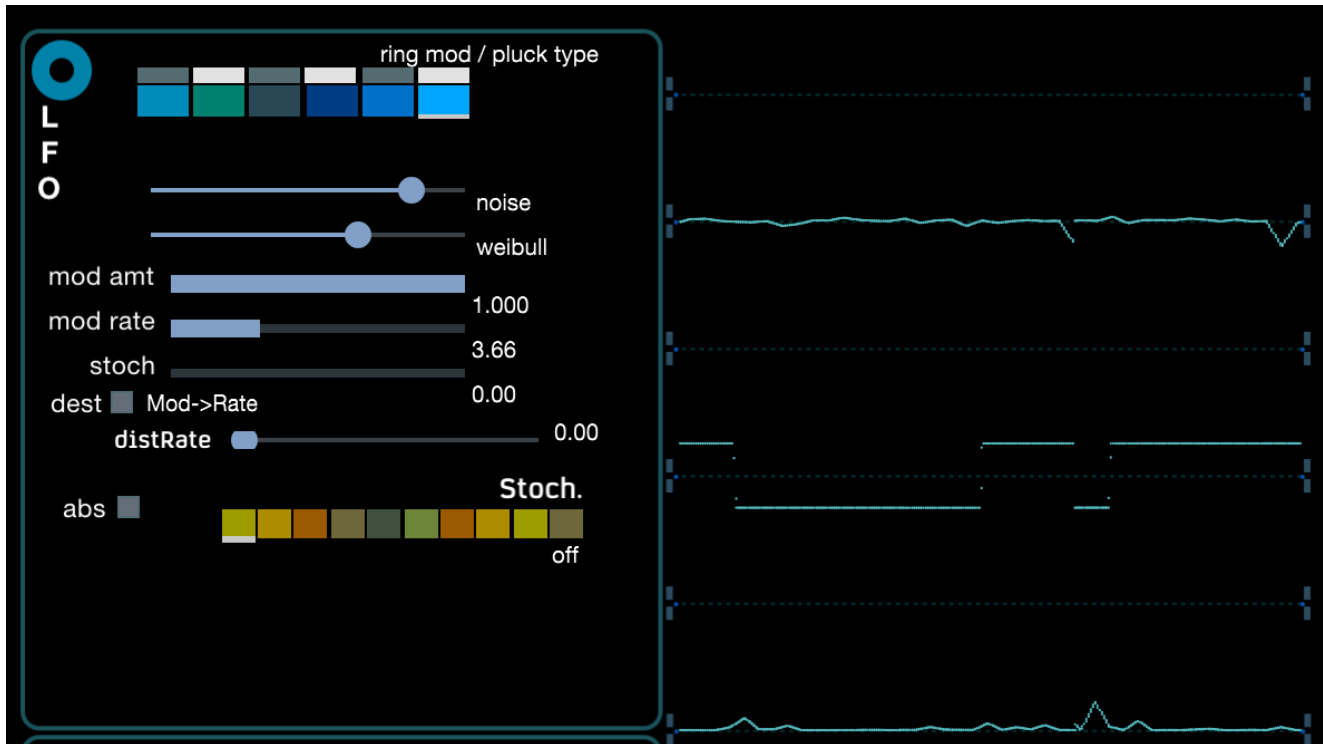 ring mod / pluck type
L
F
O
noise
weibull
mod amt
1.000
mod rate
3.66
stoch
0.00
dest Mod->Rate
distRate 0.00
Stoch.
abs
off